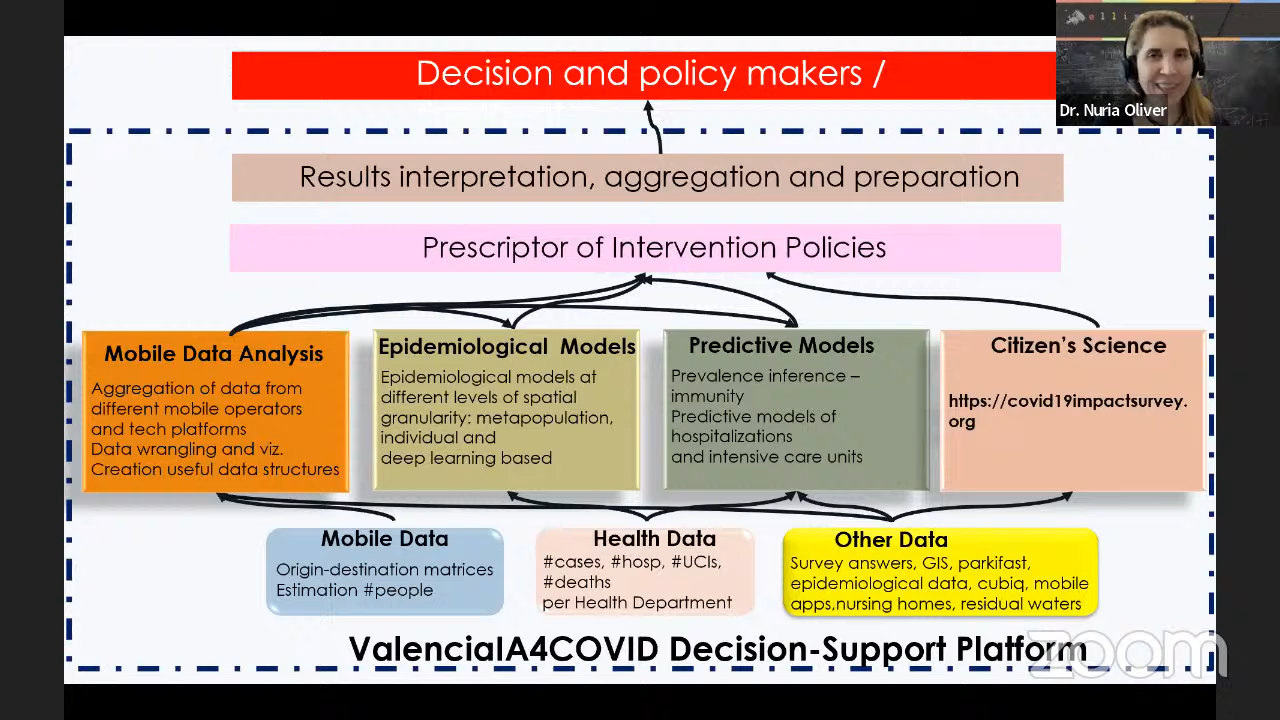 Decision and policy makers /
ellis
Dr. Nuria Oliver
Results interpretation, aggregation and preparation
Prescriptor of Intervention Policies
Mobile Data Analysis
Aggregation of data from
different mobile operators
and tech platforms
Data wrangling and viz.
Creation useful data structures
Epidemiological Models
Epidemiological models at
different levels of spatial
granularity: metapopulation,
individual and
deep learning based
Predictive Models
Prevalence inference –
immunity
Predictive models of
hospitalizations
and intensive care units
Citizen's Science
https://covid19impactsurvey.
org
Mobile Data
Origin-destination matrices
Estimation #people
Health Data
#cases, #hosp, #UCIs,
#deaths
per Health Department
Other Data
Survey answers, GIS, parkifast,
epidemiological data, cubiq, mobile
apps,nursing homes, residual waters
ValenciaIA4COVID Decision-Support Platform
zoom